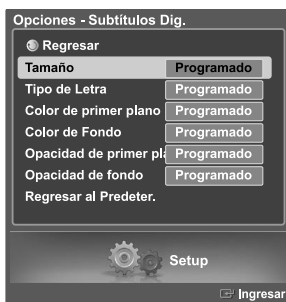 Opciones - Subtítulos Dig.
Regresar
Tamaño Programado
Tipo de Letra Programado
Color de primer plano Programado
Color de Fondo Programado
Opacidad de primer pla Programado
Opacidad de fondo Programado
Regresar al Predeter.
Setup
Ingresar